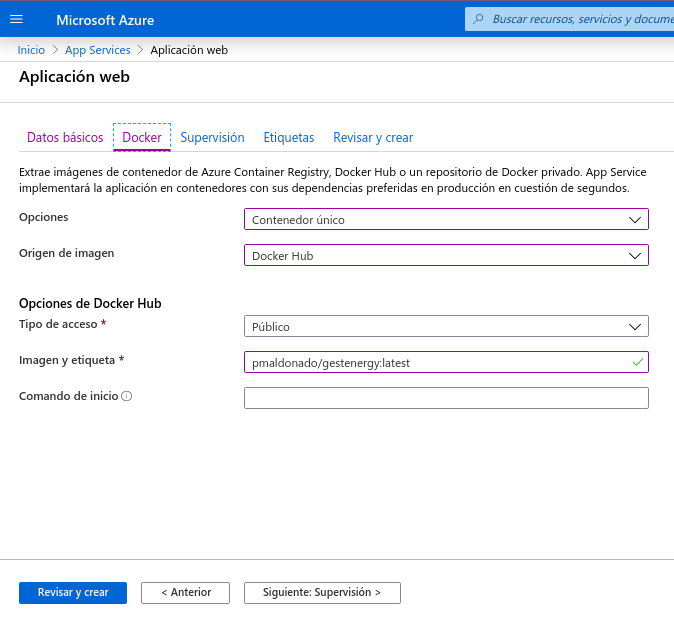 Microsoft Azure
Buscar recursos, servicios y docume
Inicio > App Services > Aplicación web
Aplicación web
Datos básicos Docker Supervisión Etiquetas Revisar y crear
Extrae imágenes de contenedor de Azure Container Registry, Docker Hub o un repositorio de Docker privado. App Service
implementará la aplicación en contenedores con sus dependencias preferidas en producción en cuestión de segundos.
Opciones Contenedor único
Origen de imagen Docker Hub
Opciones de Docker Hub
Tipo de acceso * Público
Imagen y etiqueta * pmaldonado/gestenergy:latest
Comando de inicio
Revisar y crear < Anterior Siguiente: Supervisión >